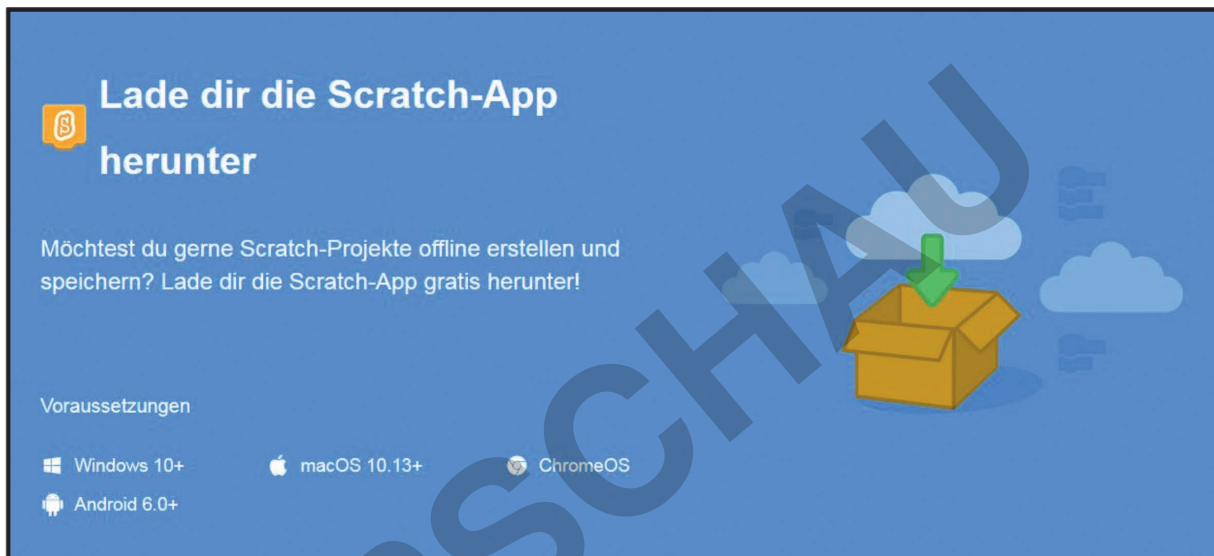 Lade dir die Scratch-App
herunter
Möchtest du gerne Scratch-Projekte offline erstellen und
speichern? Lade dir die Scratch-App gratis herunter!
Voraussetzungen
Windows 10+ macOS 10.13+ ChromeOS
Android 6.0+
SCHAU